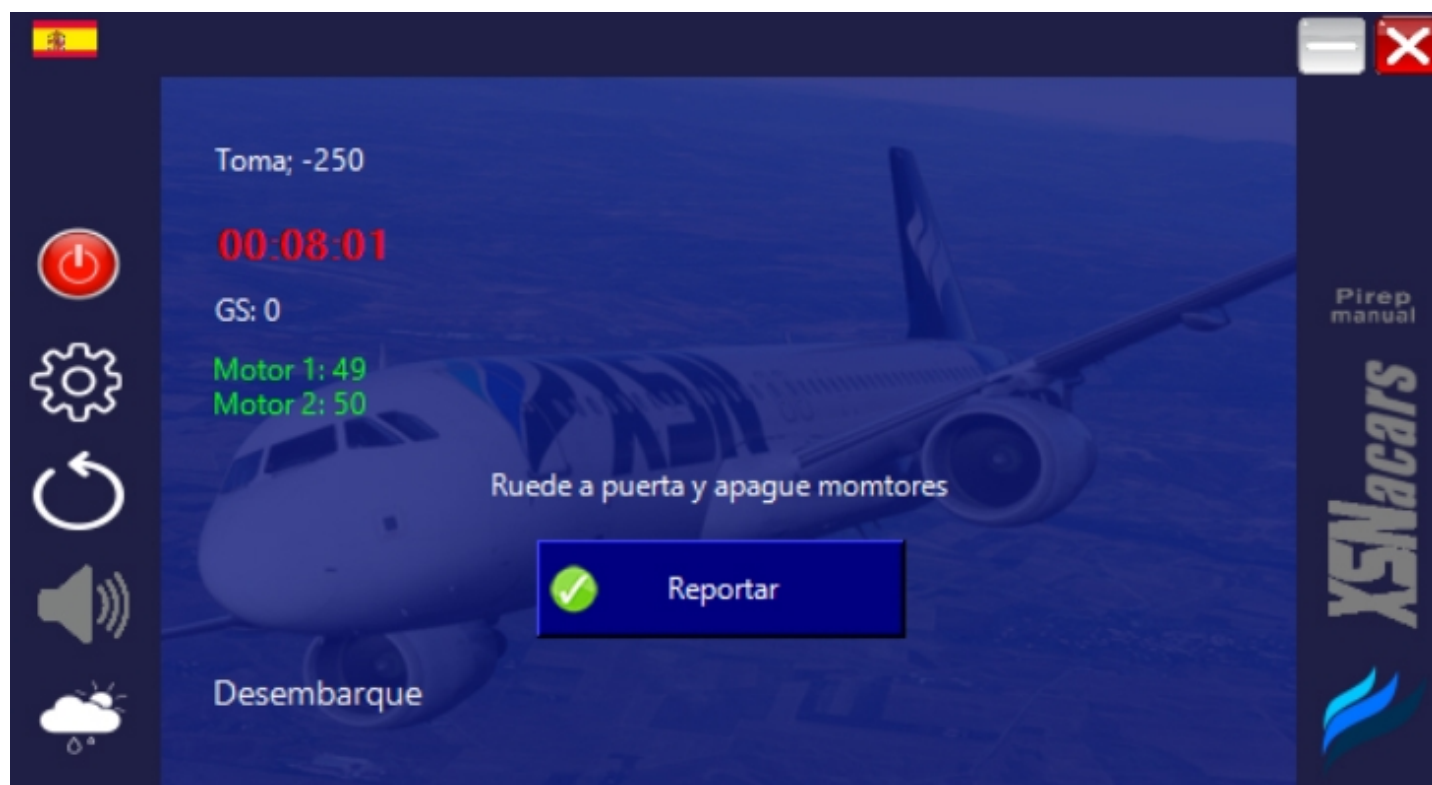 Toma; -250
00:08:01
GS: 0
Motor 1: 49
Motor 2: 50
Ruede a puerta y apague momtores
Reportar
Desembarque
Pirep
manual
XSNacars